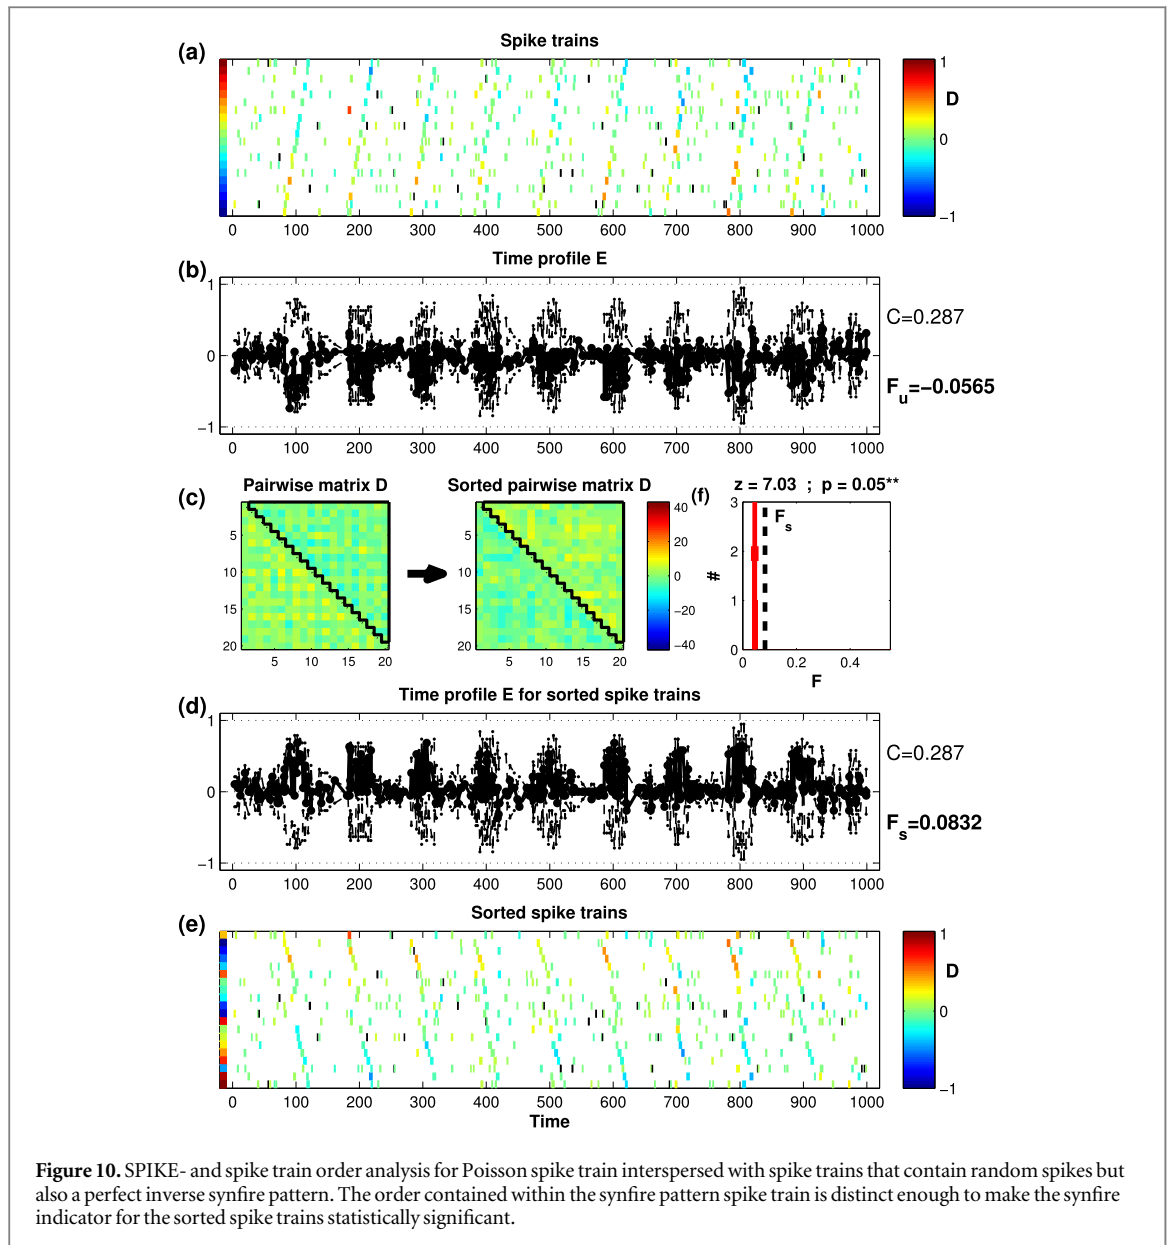 (a)
Spike trains
1
D
0
−1
0 100 200 300 400 500 600 700 800 900 1000
(b)
Time profile E
1
0
−1
C=0.287
Fu=−0.0565
0 100 200 300 400 500 600 700 800 900 1000
(c)
Pairwise matrix D
5
10
15
20
5 10 15 20
Sorted pairwise matrix D
5
10
15
20
5 10 15 20
40
20
0
−20
−40
(f)
z = 7.03 ; p = 0.05**
3
2
1
0
#
Fs
0 0.2 0.4
F
(d)
Time profile E for sorted spike trains
1
0
−1
C=0.287
Fs=0.0832
0 100 200 300 400 500 600 700 800 900 1000
(e)
Sorted spike trains
1
D
0
−1
0 100 200 300 400 500 600 700 800 900 1000
Time
Figure 10. SPIKE- and spike train order analysis for Poisson spike train interspersed with spike trains that contain random spikes but
also a perfect inverse synfire pattern. The order contained within the synfire pattern spike train is distinct enough to make the synfire
indicator for the sorted spike trains statistically significant.